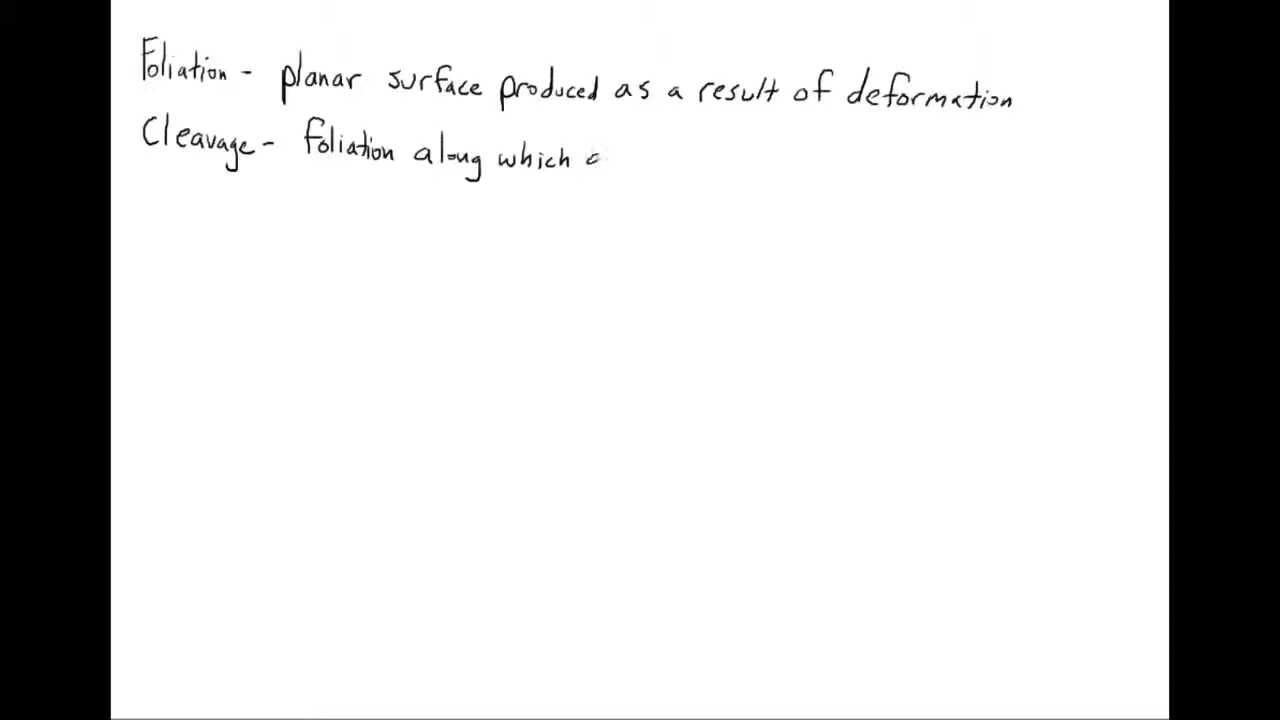 Foliation - planar surface produced as a result of deformation
Cleavage - foliation along which